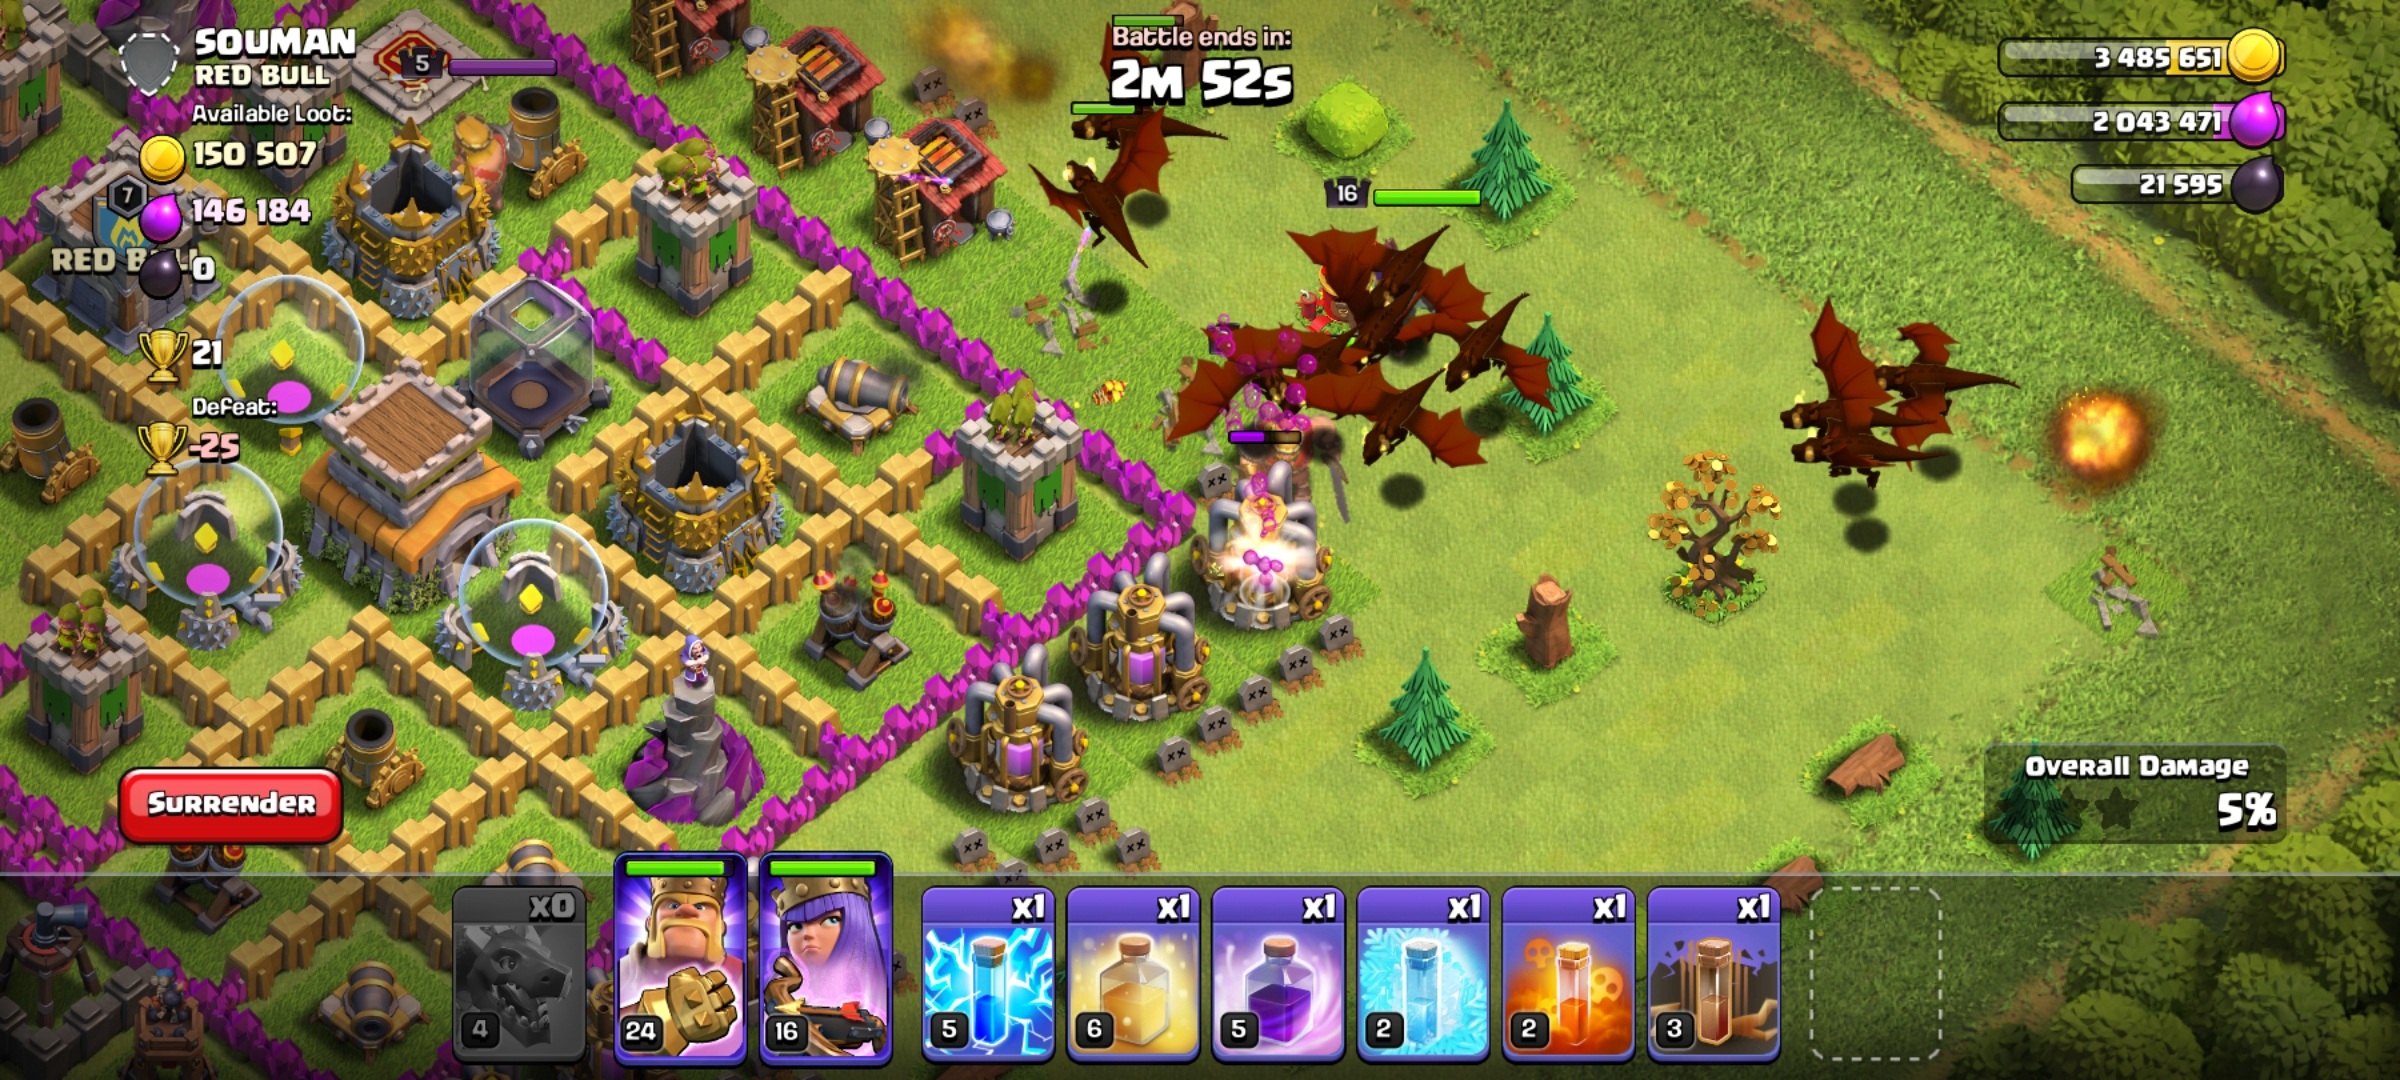 SOUMAN
RED BULL
Available Loot:
150 507
146 184
0
21
Defeat:
-25
7
RED B
5
Battle ends in:
2M 52S
16
3 485 651
2 043 471
21 595
Surrender
Overall Damage
5%
x0
4
24
16
x1
5
x1
6
x1
5
x1
2
x1
2
x1
3